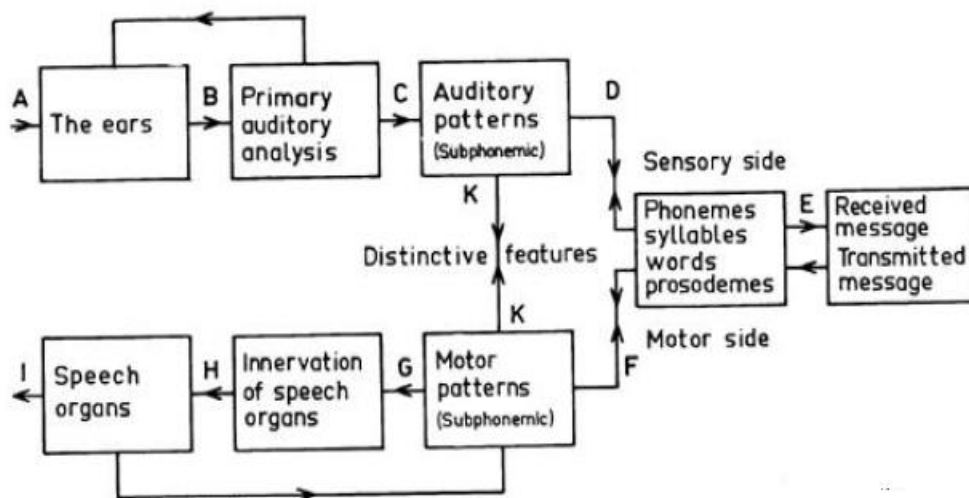 A
The ears
B
Primary
auditory
analysis
C
Auditory
patterns
(Subphonemic)
D
Sensory side
K
Distinctive features
K
Phonemes
syllables
words
prosodemes
E
Received
message
Transmitted
message
Motor side
F
I
Speech
organs
H
Innervation
of speech
organs
G
Motor
patterns
(Subphonemic)